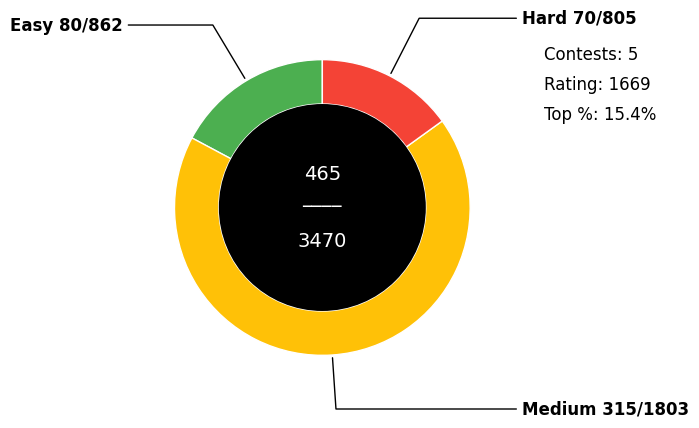 Easy 80/862
Hard 70/805
Contests: 5
Rating: 1669
Top %: 15.4%
465
3470
Medium 315/1803